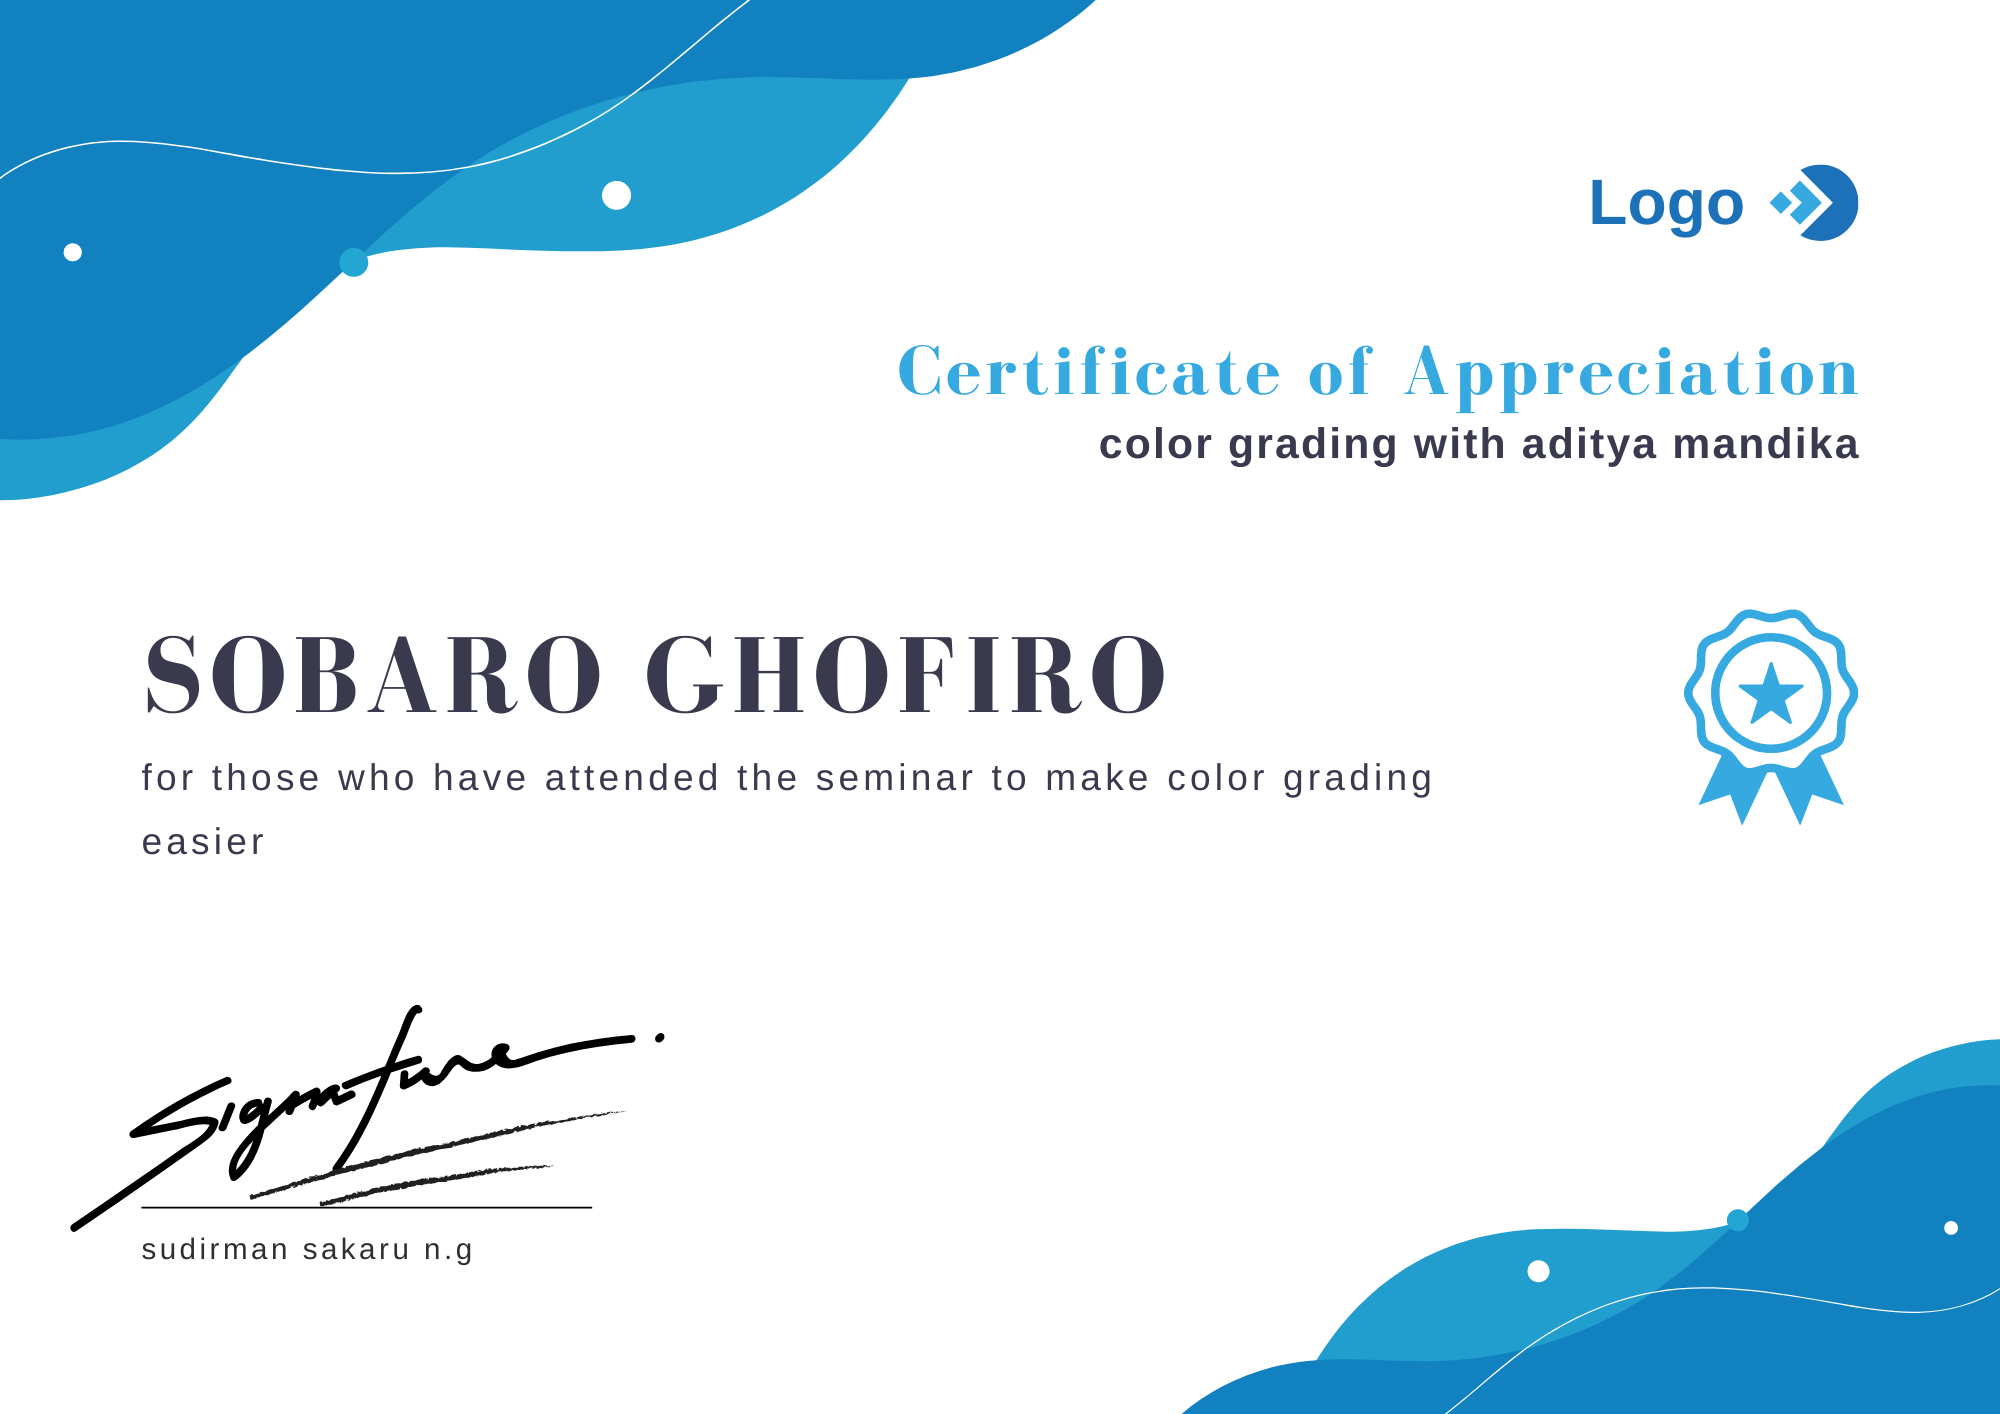 Logo
Certificate of Appreciation
color grading with aditya mandika
SOBARO GHOFIRO
for those who have attended the seminar to make color grading
easier
Signature
sudirman sakaru n.g